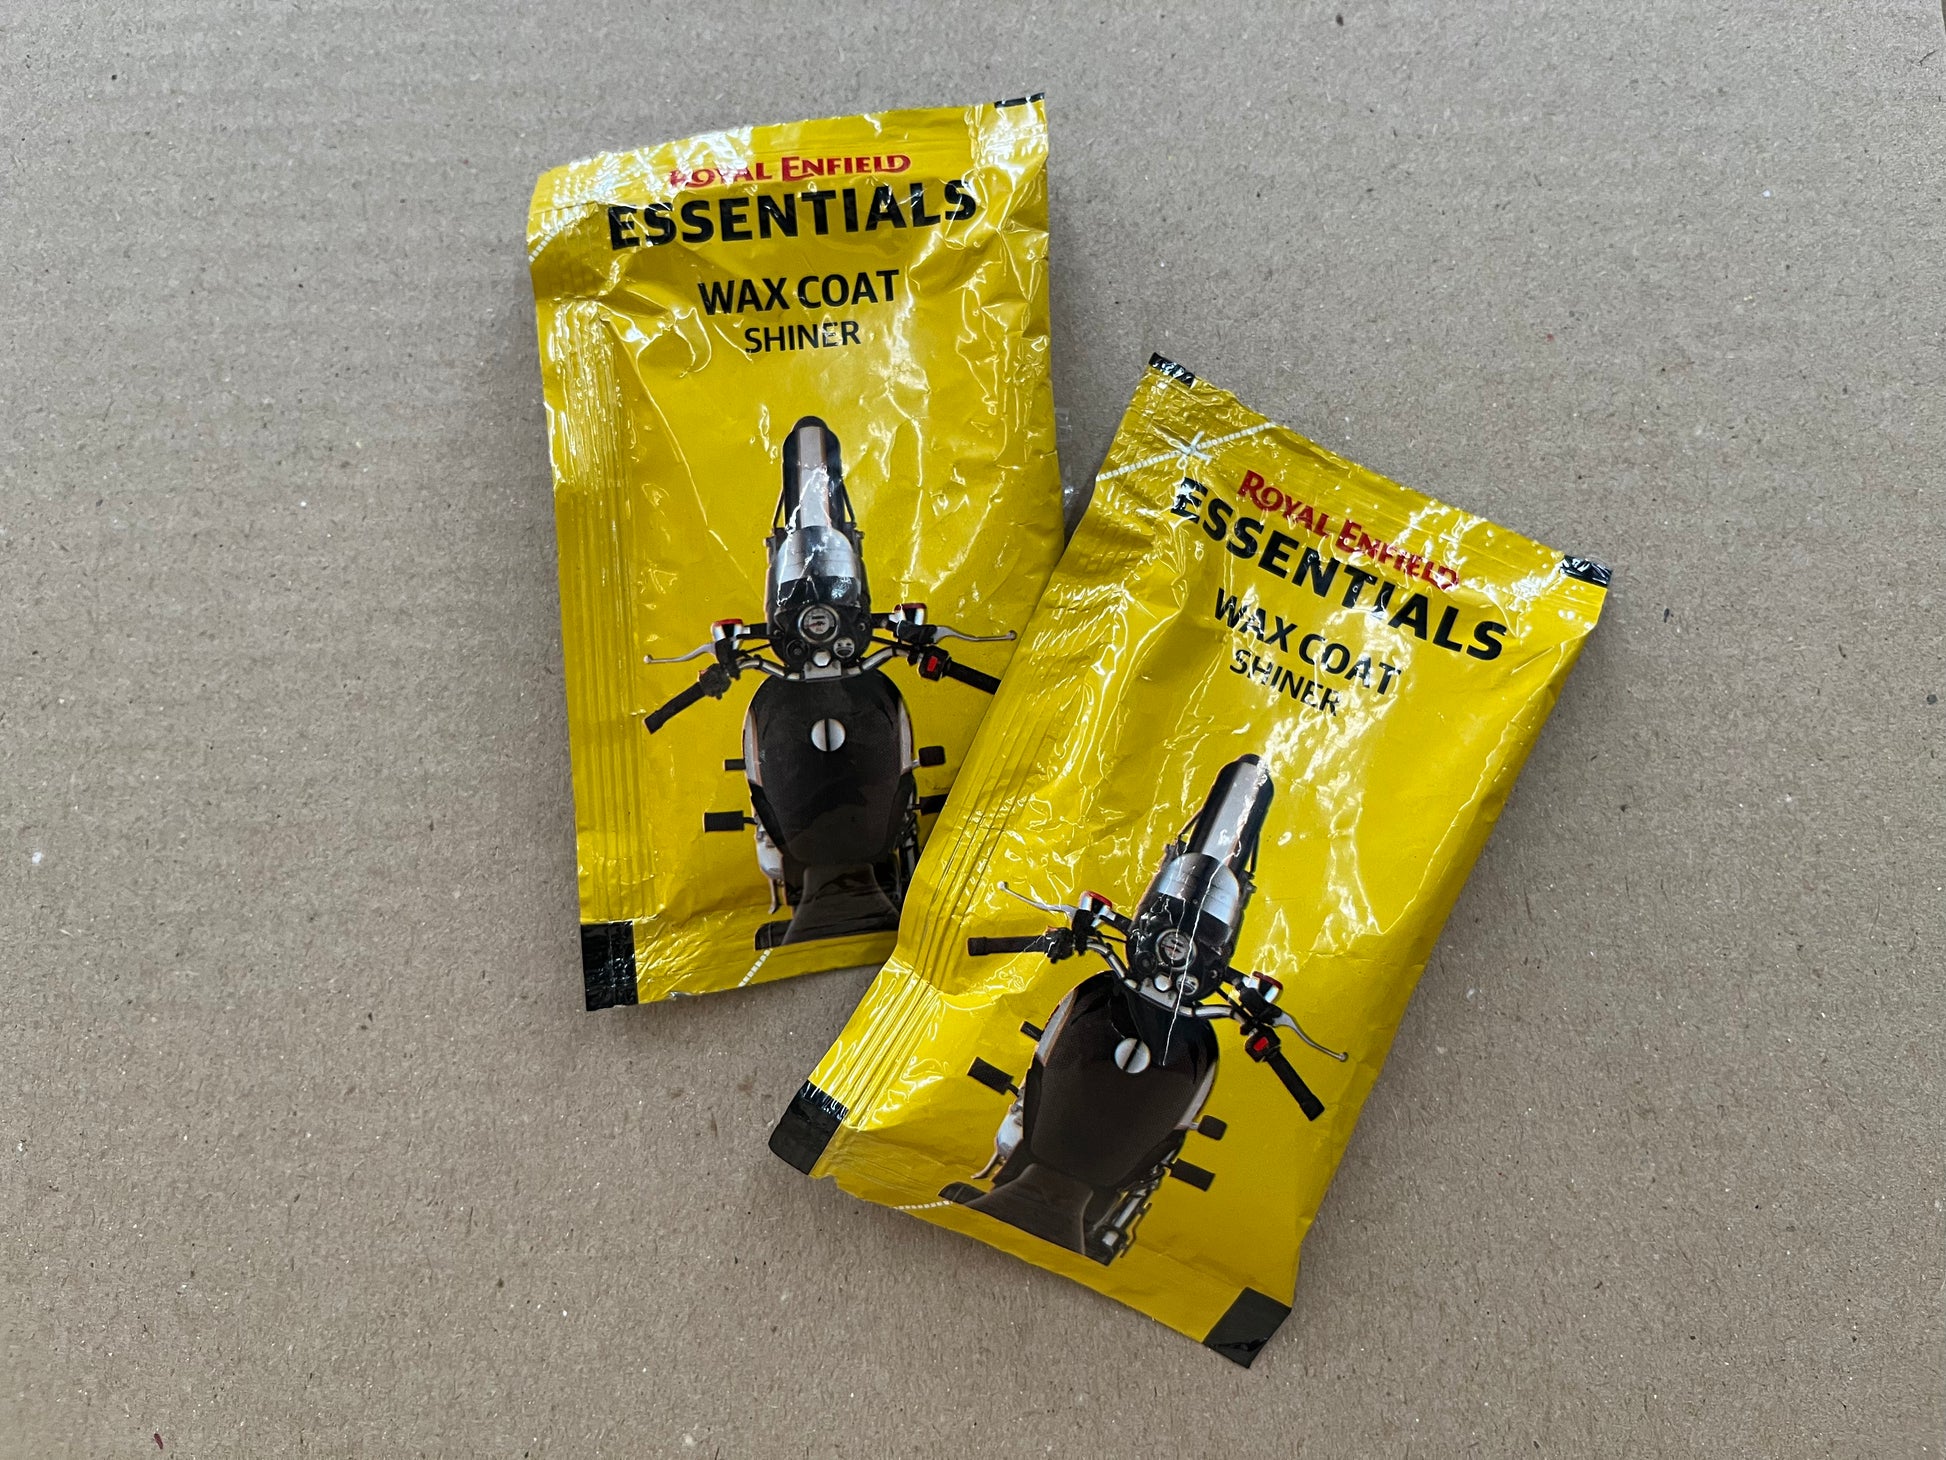 ROYAL ENFIELD
ESSENTIALS
WAX COAT
SHINER
ROYAL ENFIELD
ESSENTIALS
WAX COAT
SHINER